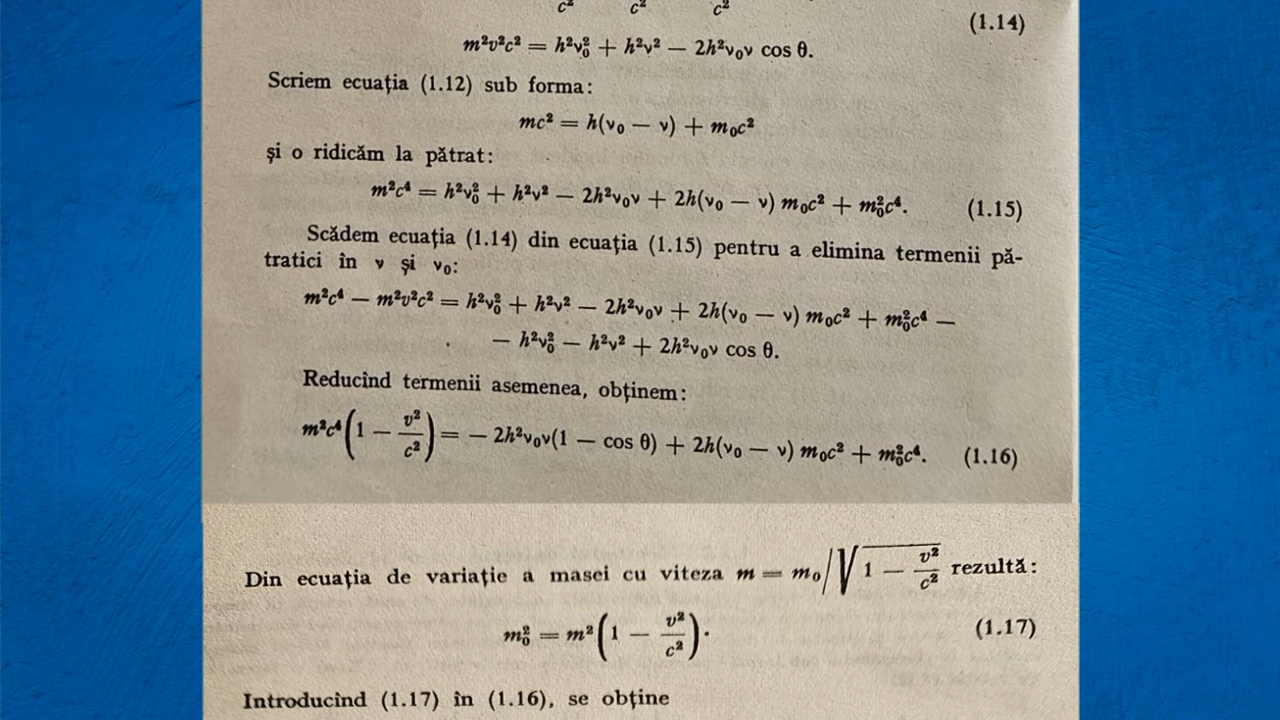 c² c² c²
(1.14)
m²v²c² = h²ν₀² + h²ν² − 2h²ν₀ν cos θ.
Scriem ecuația (1.12) sub forma:
mc² = h(ν₀ − ν) + m₀c²
și o ridicăm la pătrat:
m²c⁴ = h²ν₀² + h²ν² − 2h²ν₀ν + 2h(ν₀ − ν) m₀c² + m₀²c⁴. (1.15)
Scădem ecuația (1.14) din ecuația (1.15) pentru a elimina termenii pă-
tratici în ν și ν₀:
m²c⁴ − m²v²c² = h²ν₀² + h²ν² − 2h²ν₀ν + 2h(ν₀ − ν) m₀c² + m₀²c⁴ −
− h²ν₀² − h²ν² + 2h²ν₀ν cos θ.
Reducînd termenii asemenea, obținem:
m²c⁴(1 − v²/c²) = − 2h²ν₀ν(1 − cos θ) + 2h(ν₀ − ν) m₀c² + m₀²c⁴. (1.16)
Din ecuația de variație a masei cu viteza m = m₀/√(1 − v²/c²) rezultă:
m₀² = m²(1 − v²/c²). (1.17)
Introducînd (1.17) în (1.16), se obține